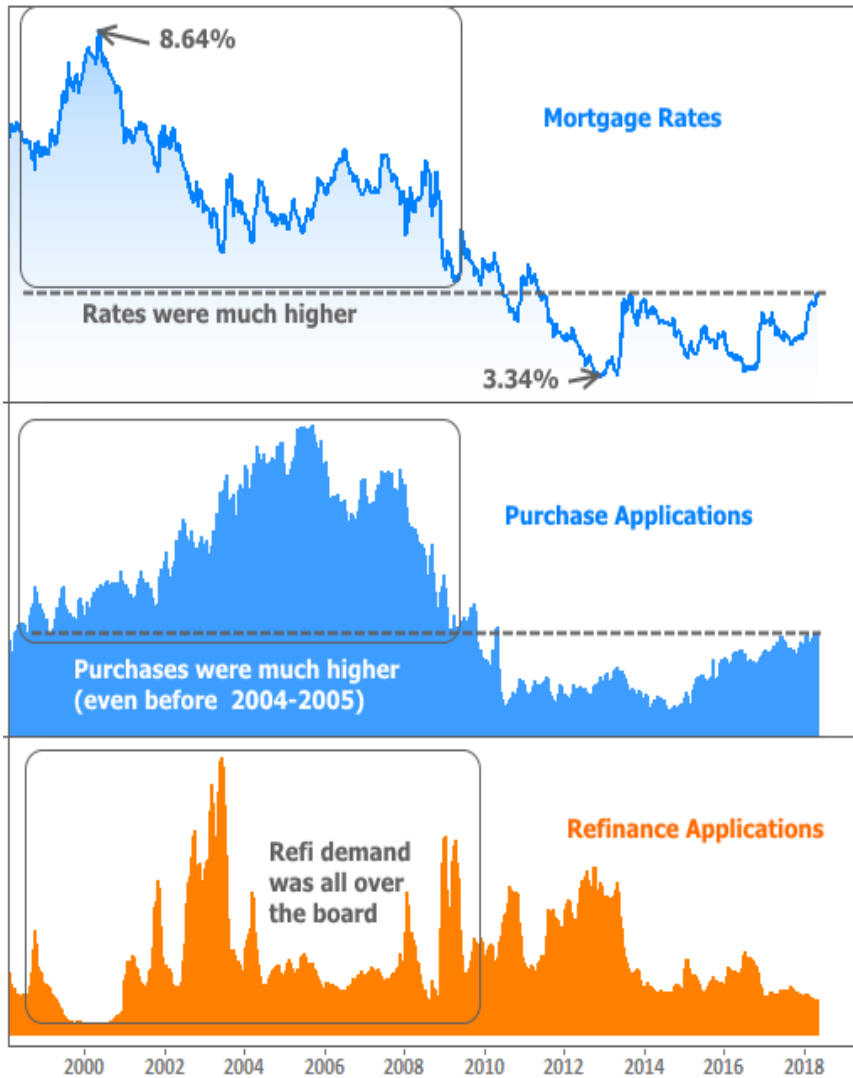 8.64%
Mortgage Rates
Rates were much higher
3.34%
Purchase Applications
Purchases were much higher
(even before 2004-2005)
Refinance Applications
Refi demand
was all over
the board
2000 2002 2004 2006 2008 2010 2012 2014 2016 2018